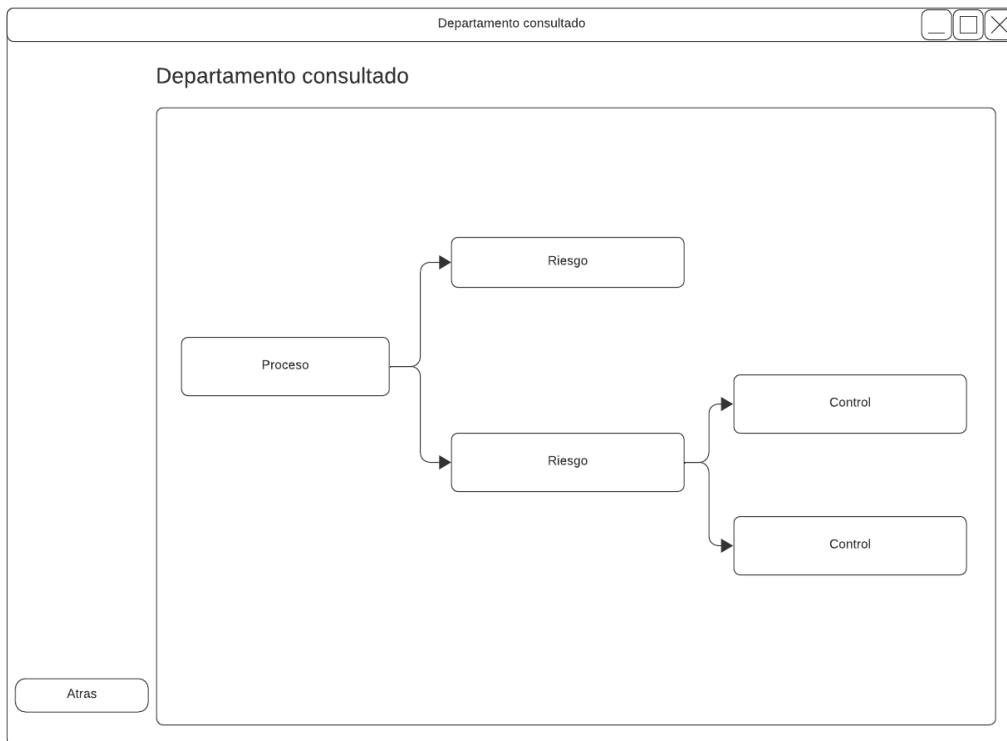 Departamento consultado
Departamento consultado
Riesgo
Proceso
Control
Riesgo
Control
Atras